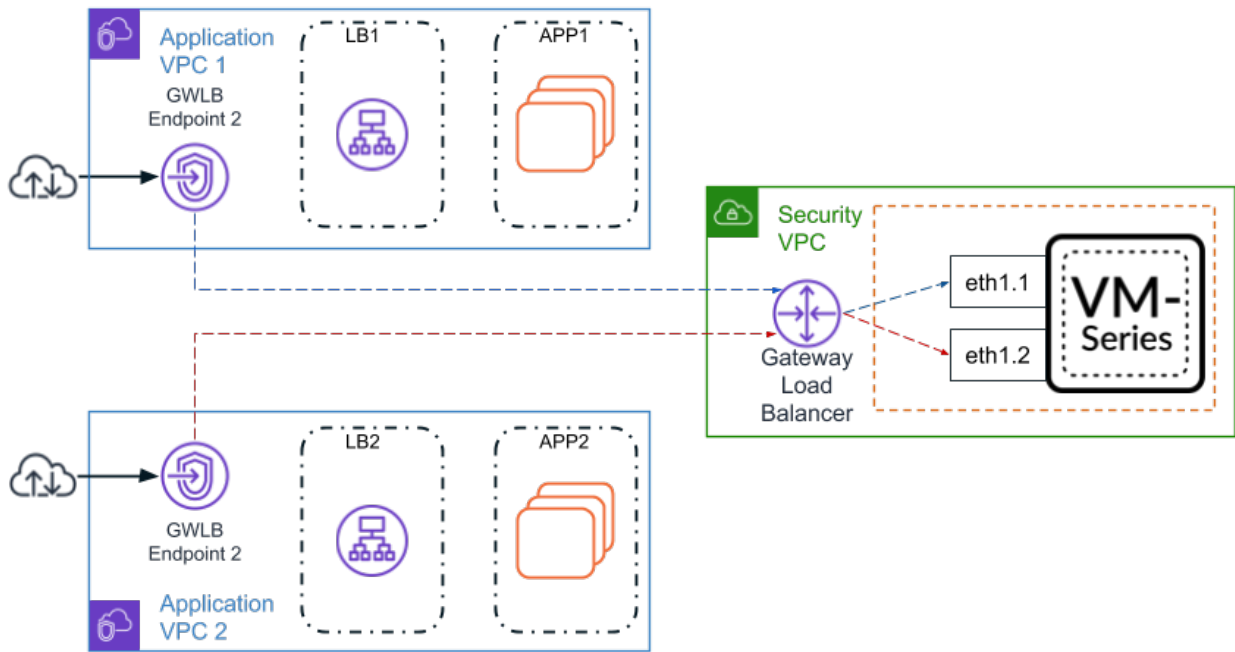 Application
VPC 1
GWLB
Endpoint 2
LB1
APP1
Security
VPC
eth1.1
eth1.2
VM-
Series
Gateway
Load
Balancer
LB2
APP2
GWLB
Endpoint 2
Application
VPC 2